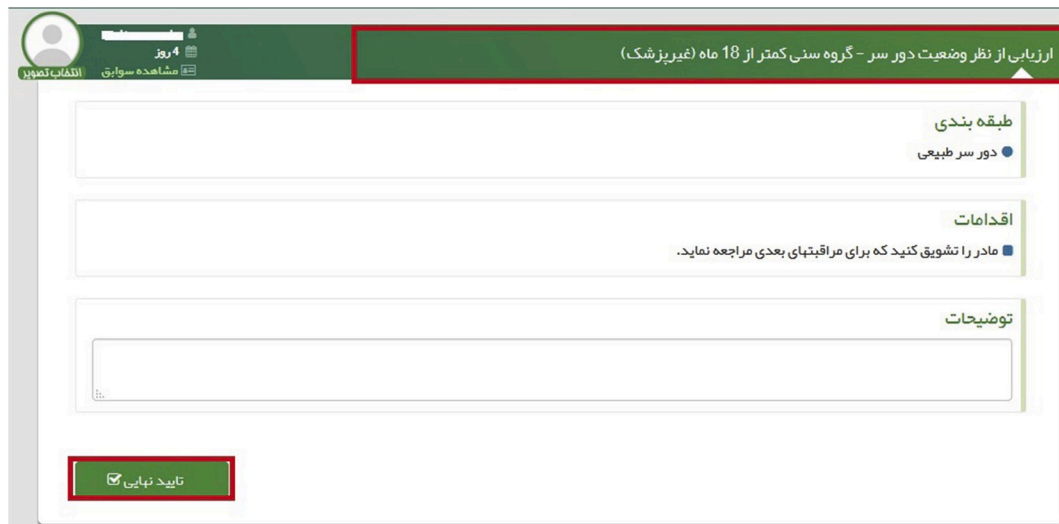 ارزیابی از نظر وضعیت دور سر - گروه سنی کمتر از 18 ماه (غیرپزشک)
4 روز
مشاهده سوابق
انتخاب تصویر
طبقه بندی
دور سر طبیعی
اقدامات
مادر را تشویق کنید که برای مراقبتهای بعدی مراجعه نماید.
توضیحات
تایید نهایی